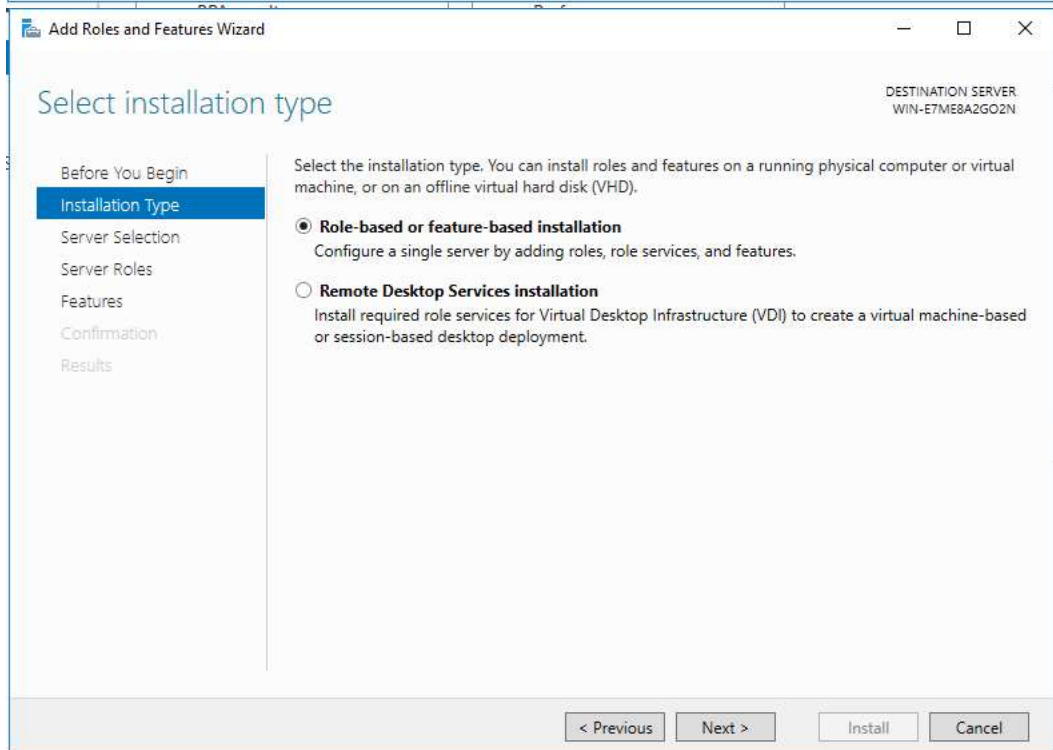 Add Roles and Features Wizard
Select installation type
DESTINATION SERVER
WIN-E7ME8A2GO2N
Before You Begin
Installation Type
Server Selection
Server Roles
Features
Confirmation
Results
Select the installation type. You can install roles and features on a running physical computer or virtual
machine, or on an offline virtual hard disk (VHD).
Role-based or feature-based installation
Configure a single server by adding roles, role services, and features.
Remote Desktop Services installation
Install required role services for Virtual Desktop Infrastructure (VDI) to create a virtual machine-based
or session-based desktop deployment.
< Previous
Next >
Install
Cancel